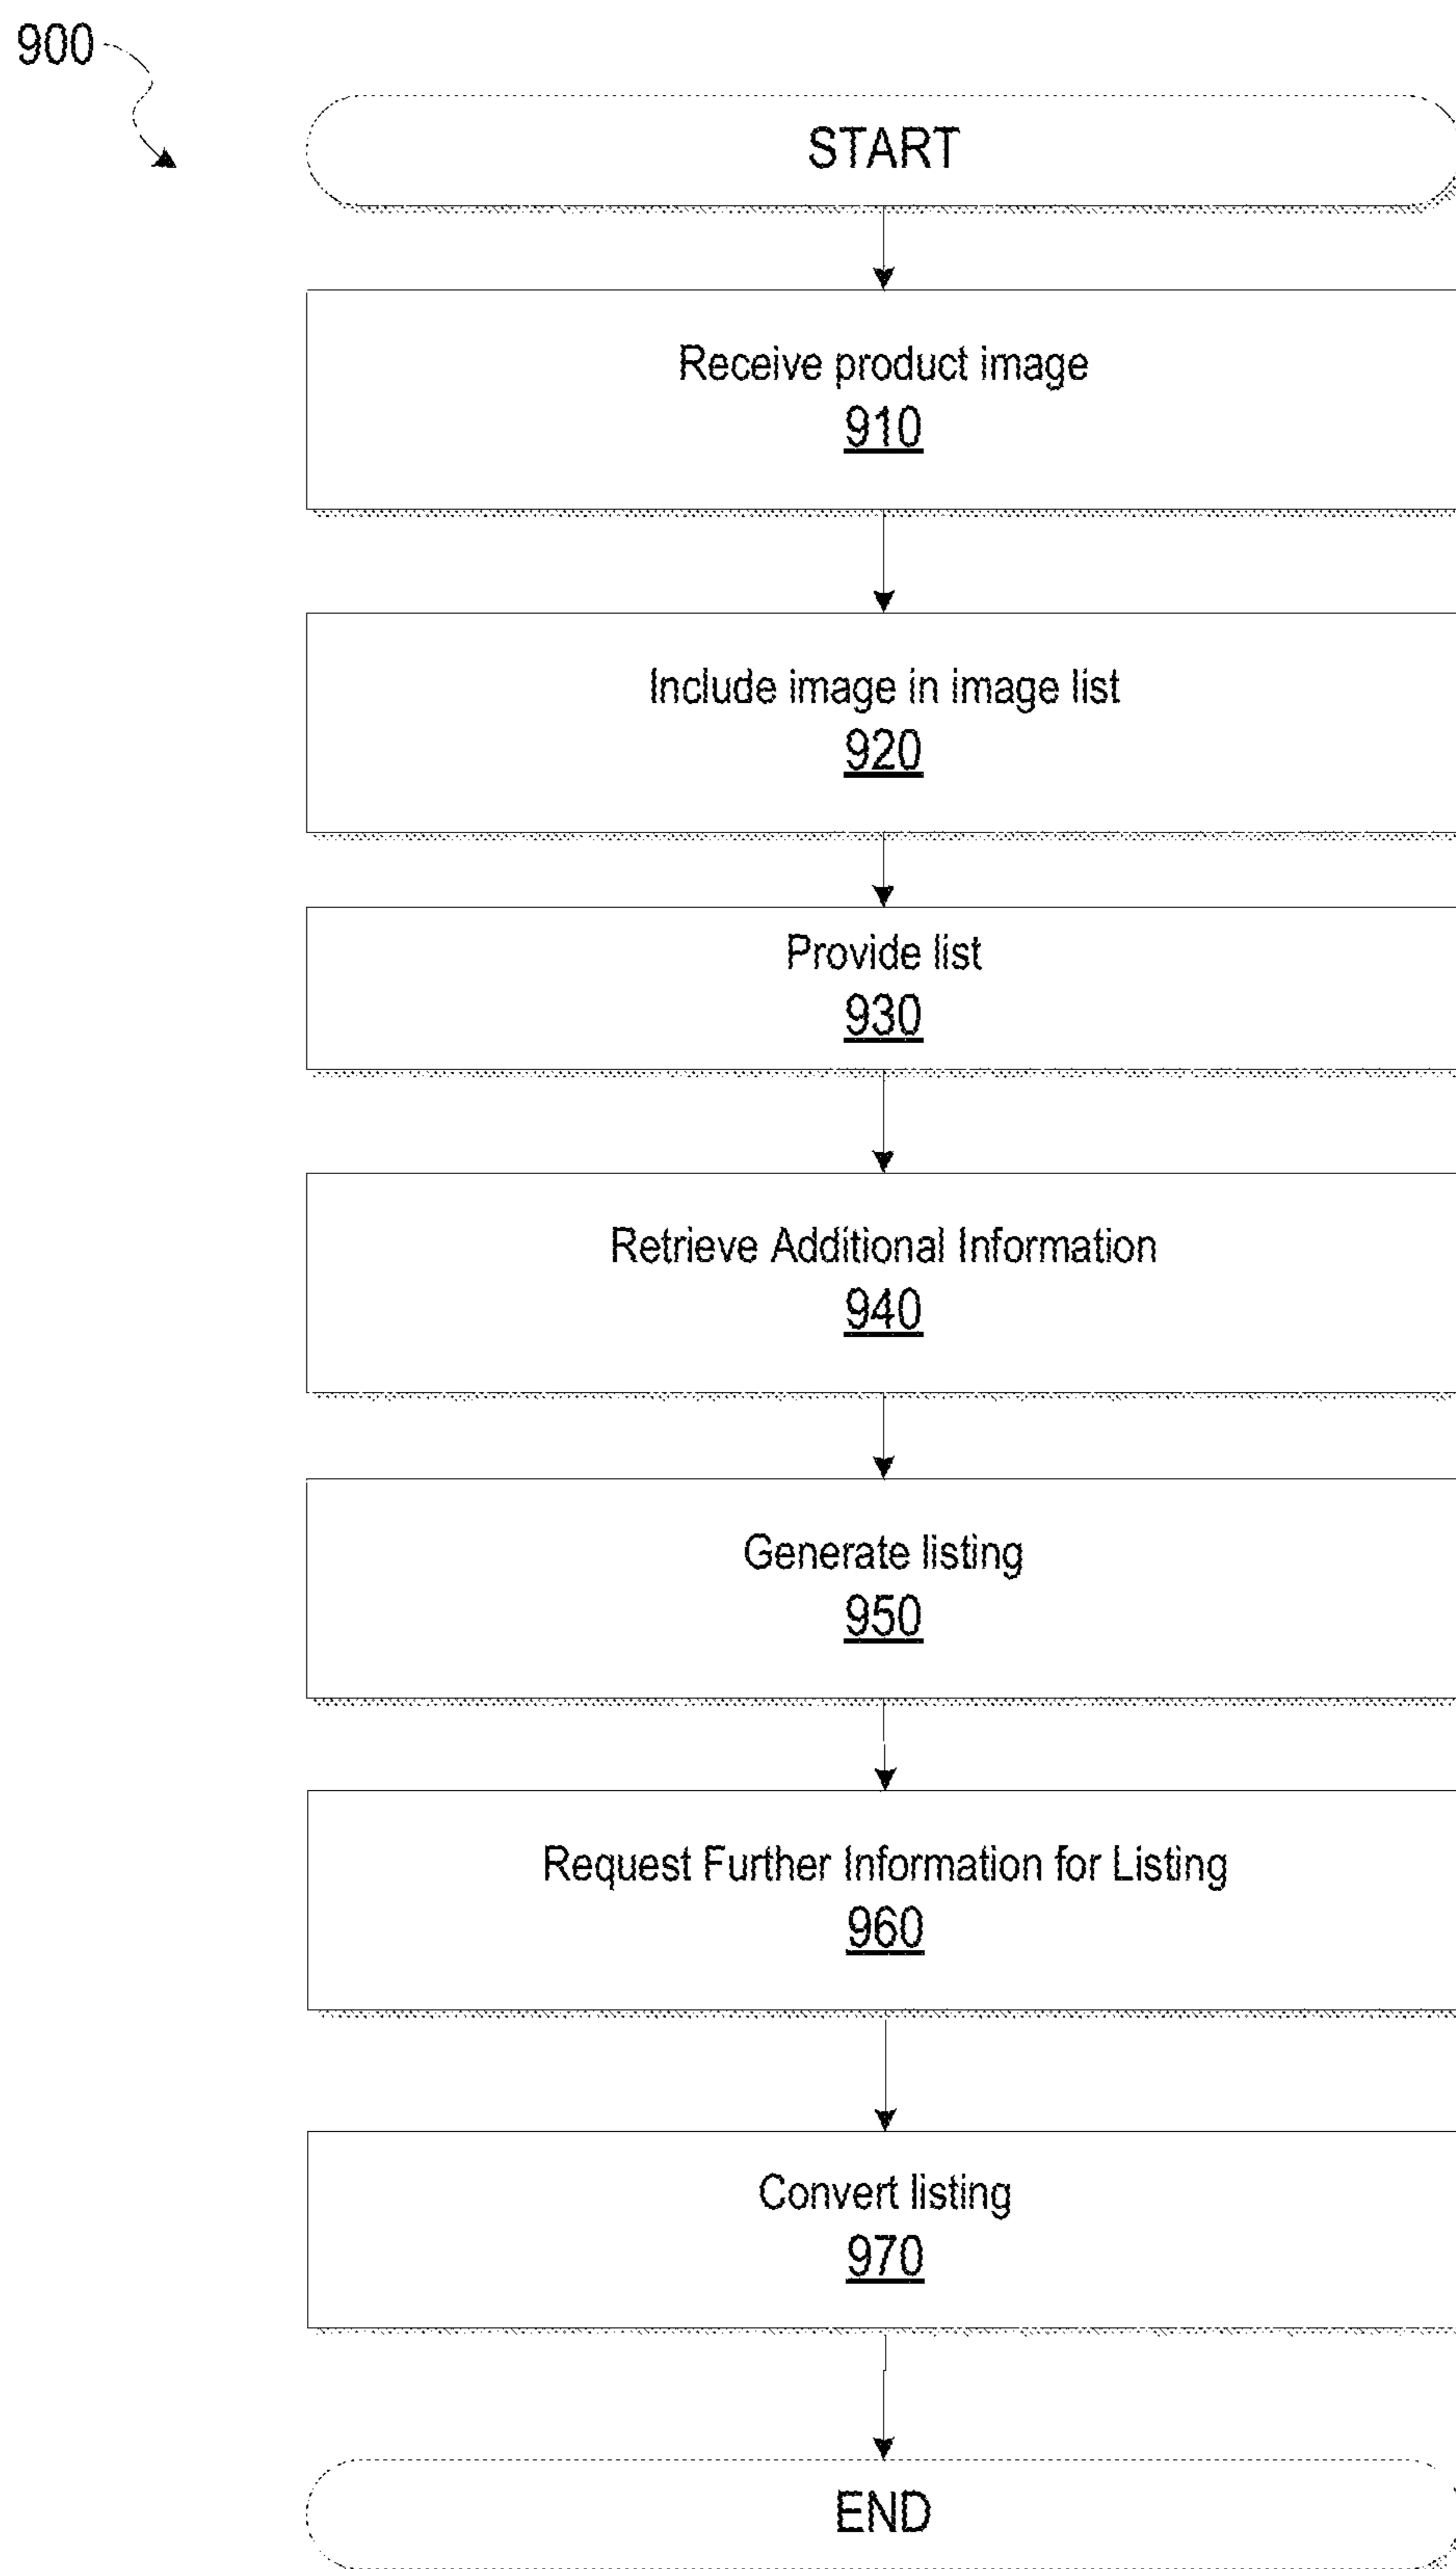 900
START
Receive product image
910
Include image in image list
920
Provide list
930
Retrieve Additional Information
940
Generate listing
950
Request Further Information for Listing
960
Convert listing
970
END